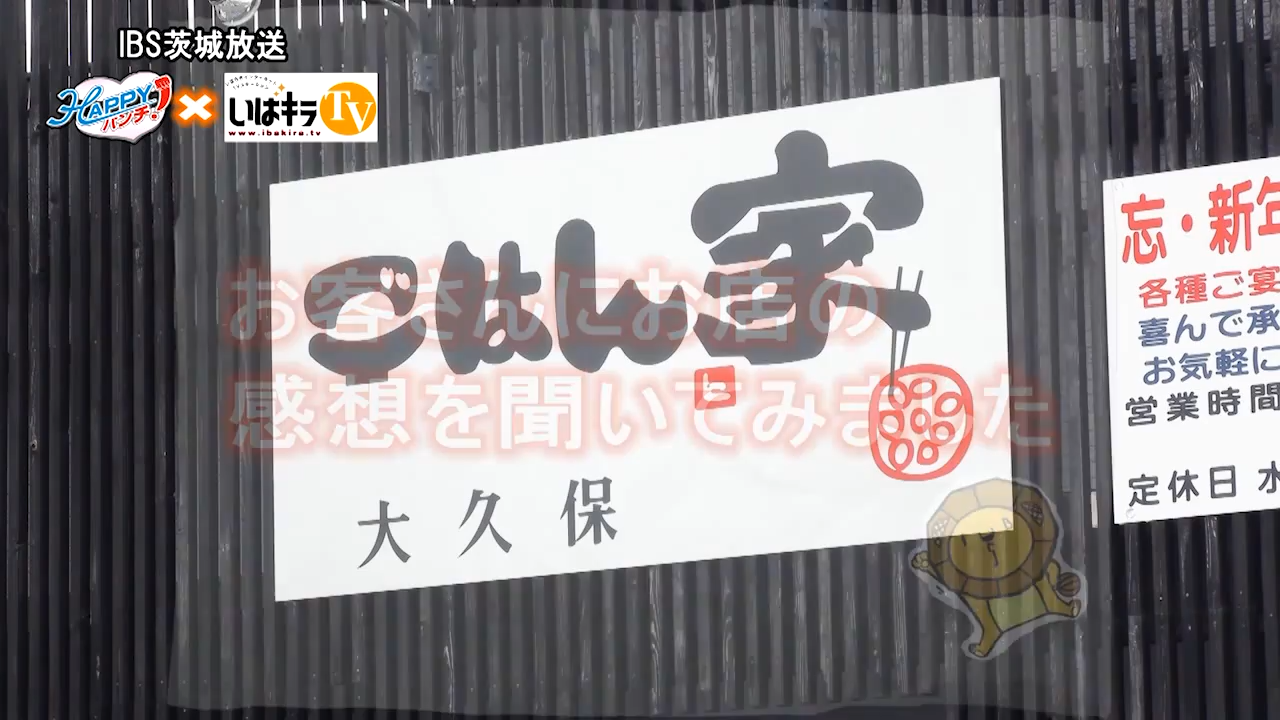 IBS茨城放送
HAPPYパンチ!
×
いばキラTV
www.ibakira.tv
ごはん家
お客さんにお店の
感想を聞いてみました
大久保
忘・新年
各種ご宴
喜んで承
お気軽に
営業時間
定休日 水